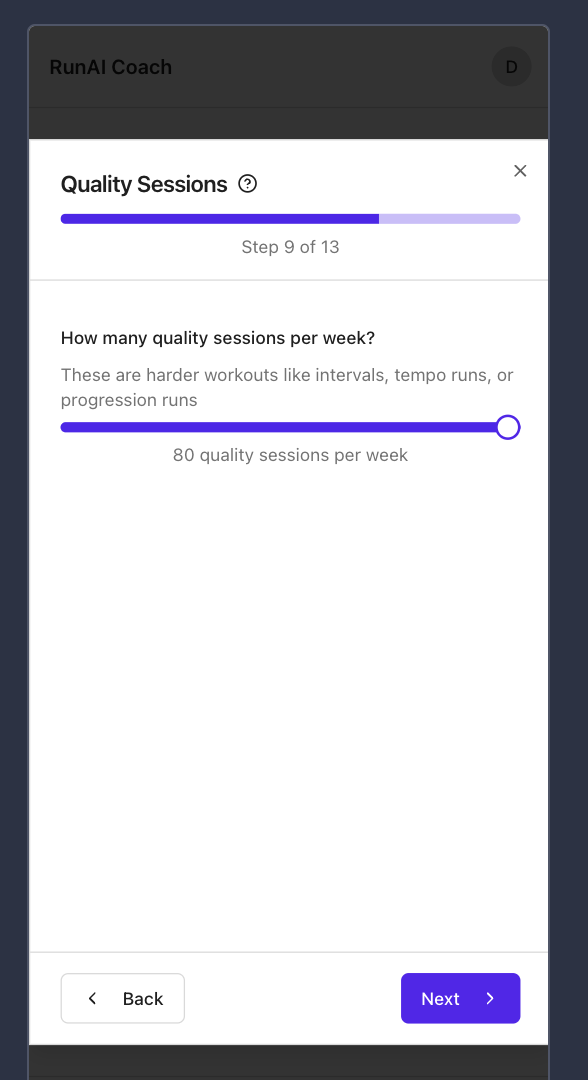 RunAI Coach
D
Quality Sessions
Step 9 of 13
How many quality sessions per week?
These are harder workouts like intervals, tempo runs, or
progression runs
80 quality sessions per week
Back
Next